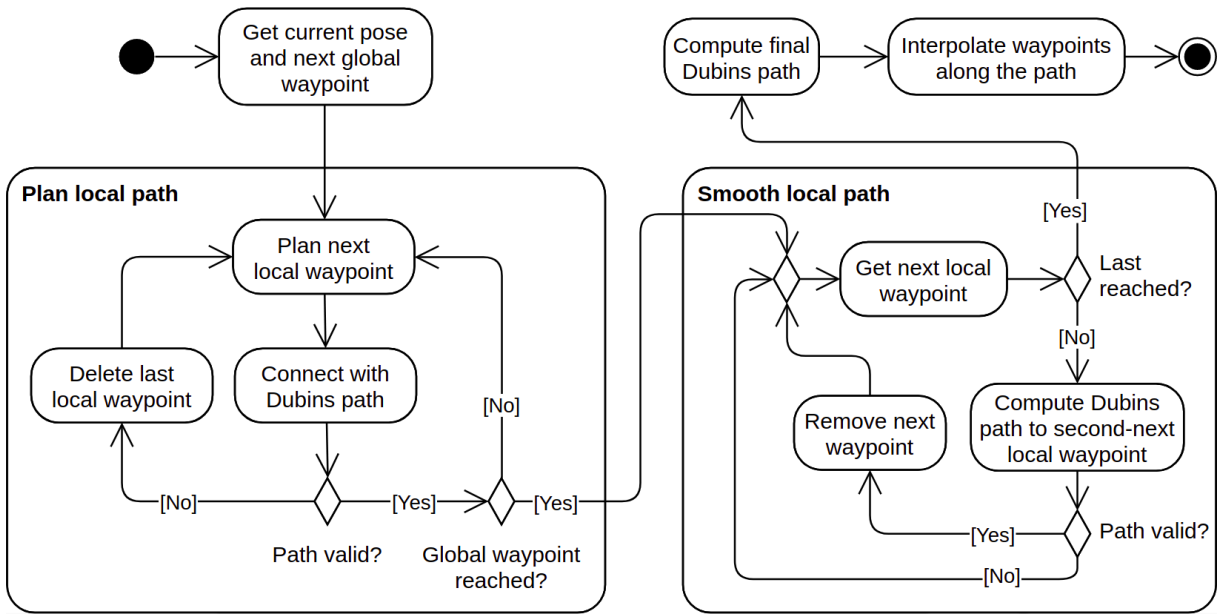 Get current pose
and next global
waypoint
Plan local path
Plan next
local waypoint
Delete last
local waypoint
Connect with
Dubins path
[No]
[No]
[Yes]
[Yes]
Path valid?
Global waypoint
reached?
Compute final
Dubins path
Interpolate waypoints
along the path
Smooth local path
[Yes]
Get next local
waypoint
Last
reached?
[No]
Remove next
waypoint
Compute Dubins
path to second-next
local waypoint
[Yes]
Path valid?
[No]